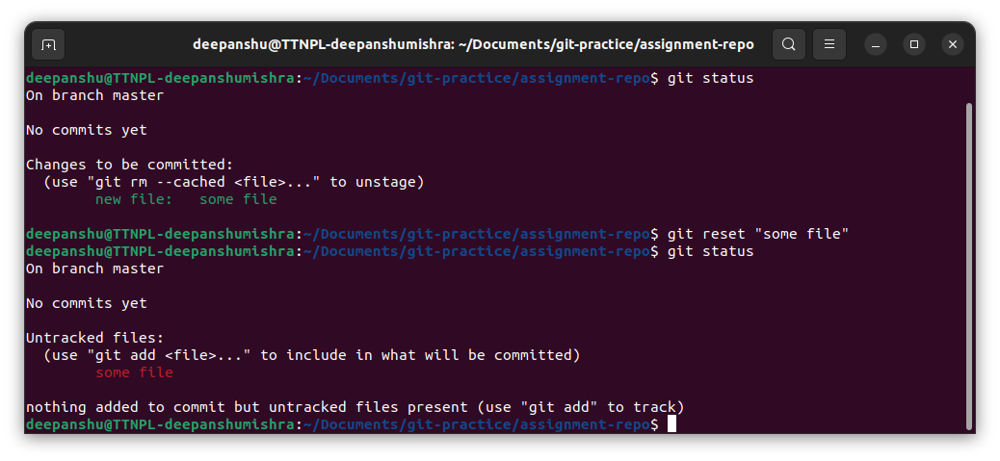 deepanshu@TTNPL-deepanshumishra: ~/Documents/git-practice/assignment-repo
deepanshu@TTNPL-deepanshumishra:~/Documents/git-practice/assignment-repo$ git status
On branch master
No commits yet
Changes to be committed:
  (use "git rm --cached <file>..." to unstage)
        new file:   some file
deepanshu@TTNPL-deepanshumishra:~/Documents/git-practice/assignment-repo$ git reset "some file"
deepanshu@TTNPL-deepanshumishra:~/Documents/git-practice/assignment-repo$ git status
On branch master
No commits yet
Untracked files:
  (use "git add <file>..." to include in what will be committed)
        some file
nothing added to commit but untracked files present (use "git add" to track)
deepanshu@TTNPL-deepanshumishra:~/Documents/git-practice/assignment-repo$